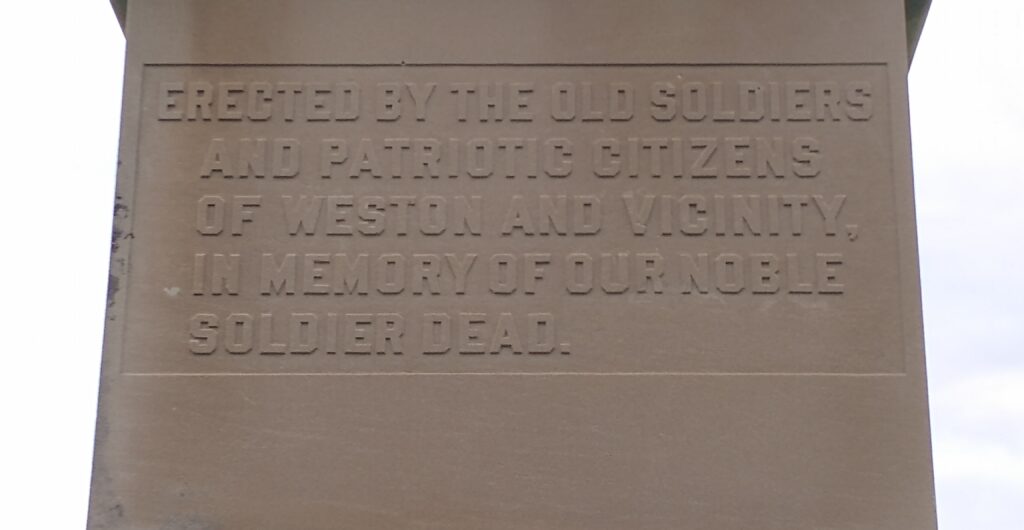 ERECTED BY THE OLD SOLDIERS
AND PATRIOTIC CITIZENS
OF WESTON AND VICINITY,
IN MEMORY OF OUR NOBLE
SOLDIER DEAD.